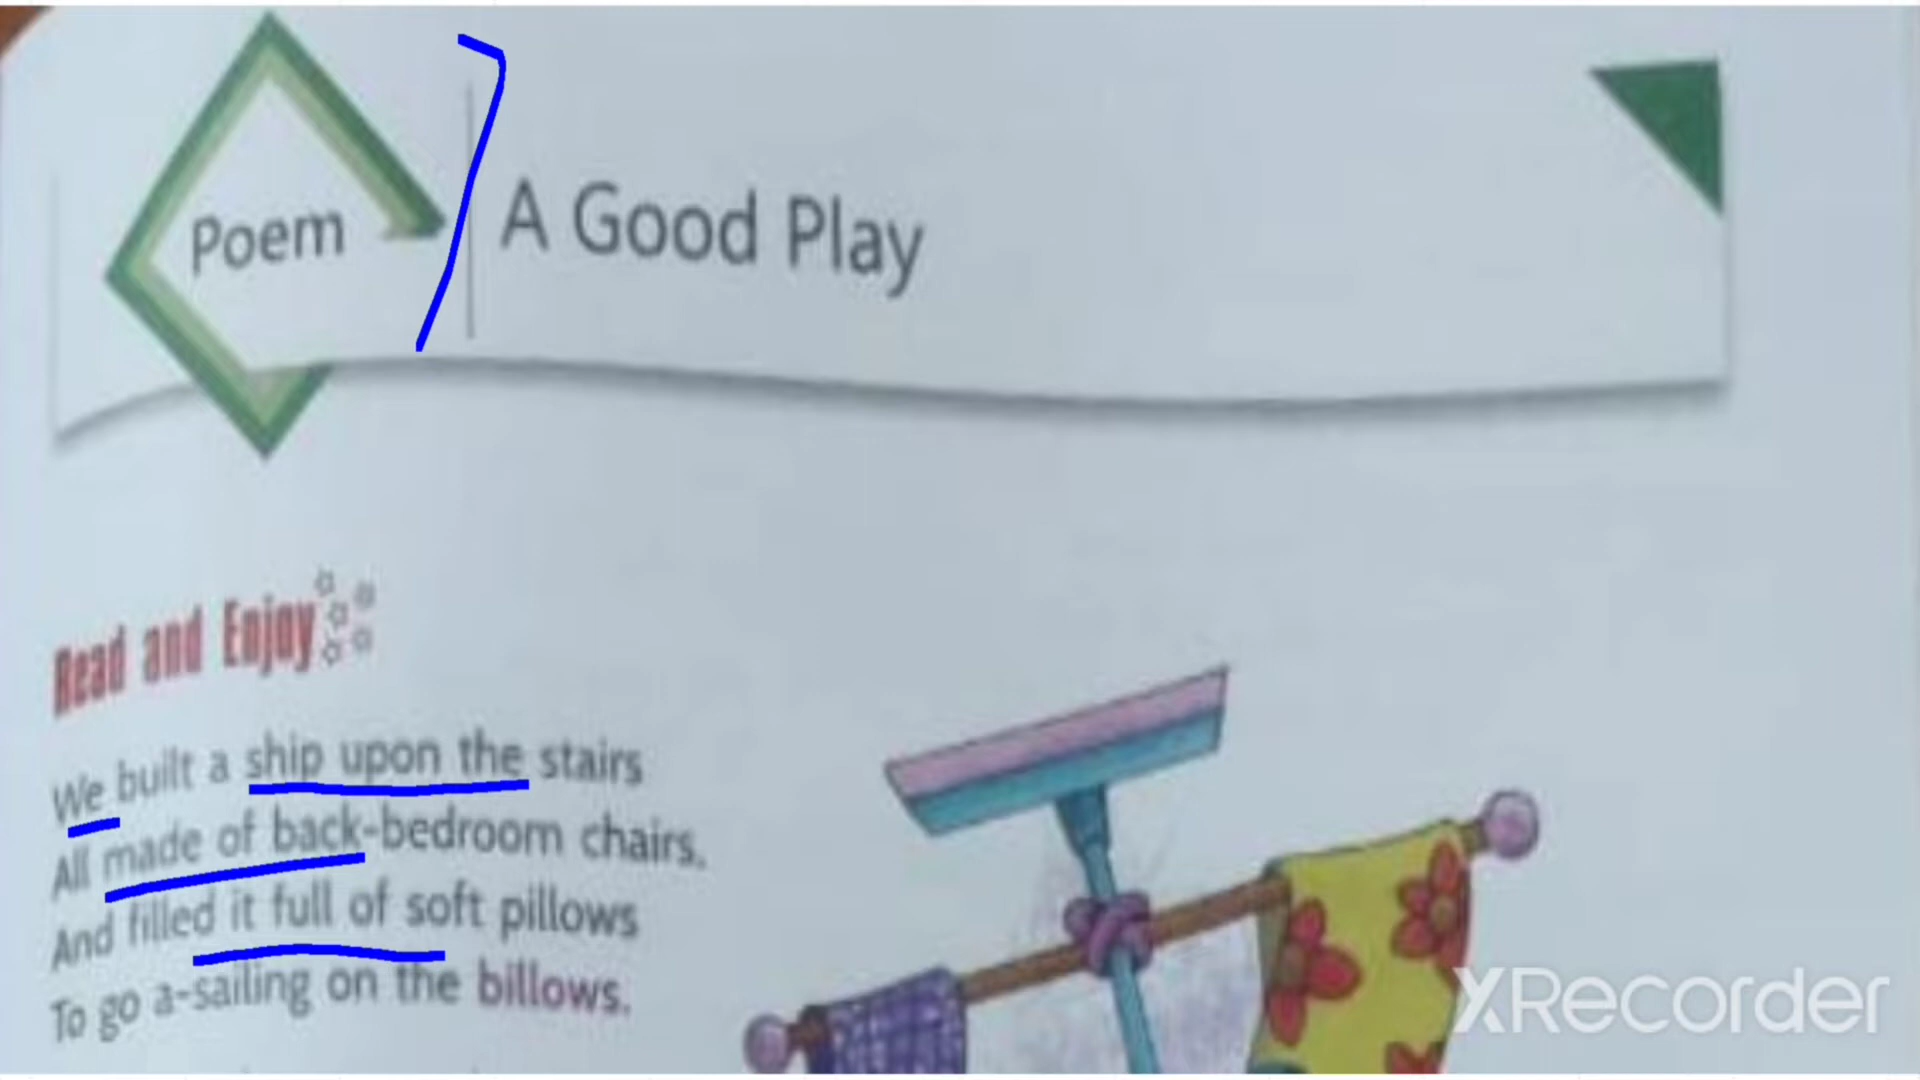 Poem
A Good Play
Read and Enjoy
We built a ship upon the stairs
All made of back-bedroom chairs,
And filled it full of soft pillows
To go a-sailing on the billows.
XRecorder